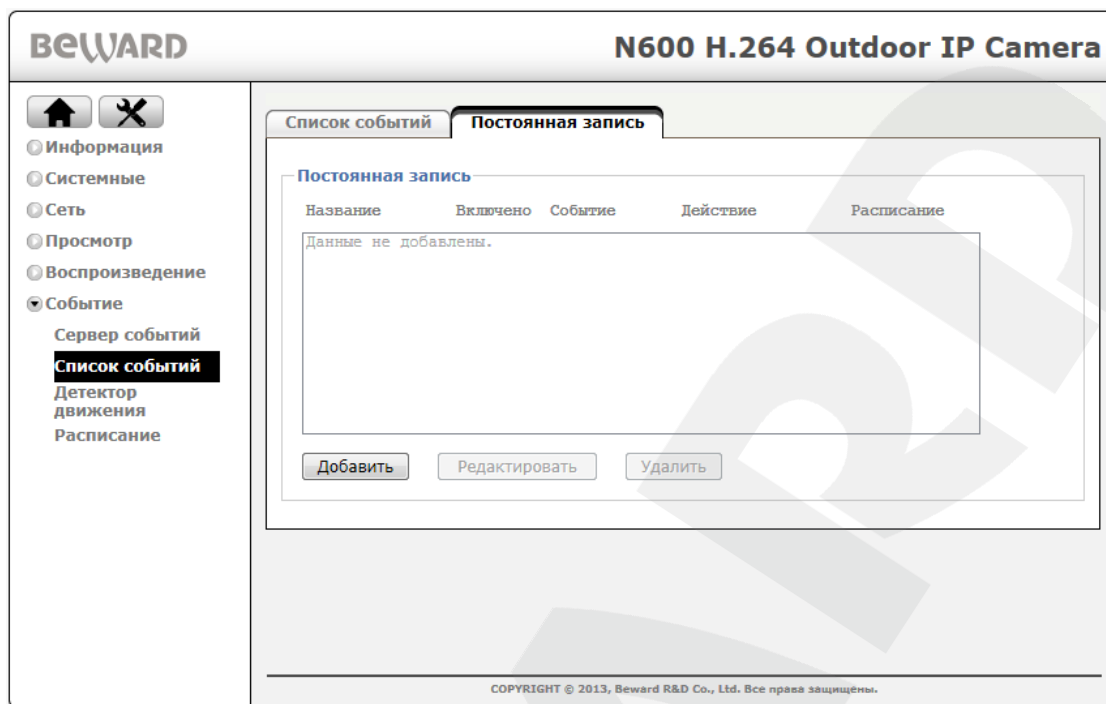 BEWARD
N600 H.264 Outdoor IP Camera
Информация
Системные
Сеть
Просмотр
Воспроизведение
Событие
Сервер событий
Список событий
Детектор
движения
Расписание
Список событий Постоянная запись
Постоянная запись
Название Включено Событие Действие Расписание
Данные не добавлены.
Добавить Редактировать Удалить
COPYRIGHT © 2013, Beward R&D Co., Ltd. Все права защищены.